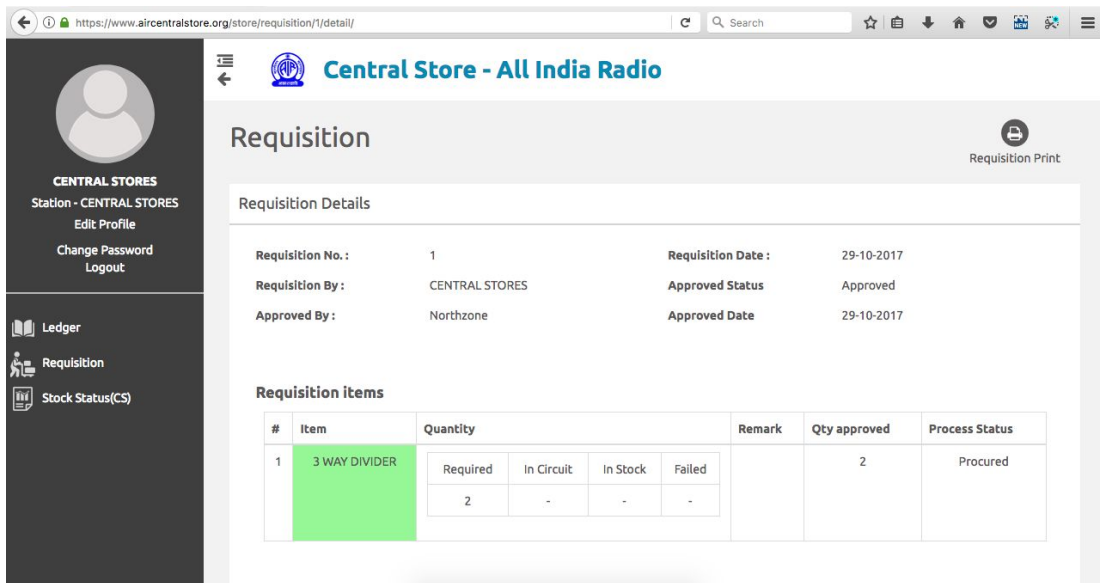 https://www.aircentralstore.org/store/requisition/1/detail/
Search
NEW
Central Store - All India Radio
Requisition
Requisition Print
CENTRAL STORES
Station - CENTRAL STORES
Edit Profile
Change Password
Logout
Ledger
Requisition
Stock Status(CS)
Requisition Details
Requisition No. : 1 Requisition Date : 29-10-2017
Requisition By : CENTRAL STORES Approved Status Approved
Approved By : Northzone Approved Date 29-10-2017
Requisition items
# Item Quantity Remark Qty approved Process Status
1 3 WAY DIVIDER Required In Circuit In Stock Failed 2 Procured
2 - - -